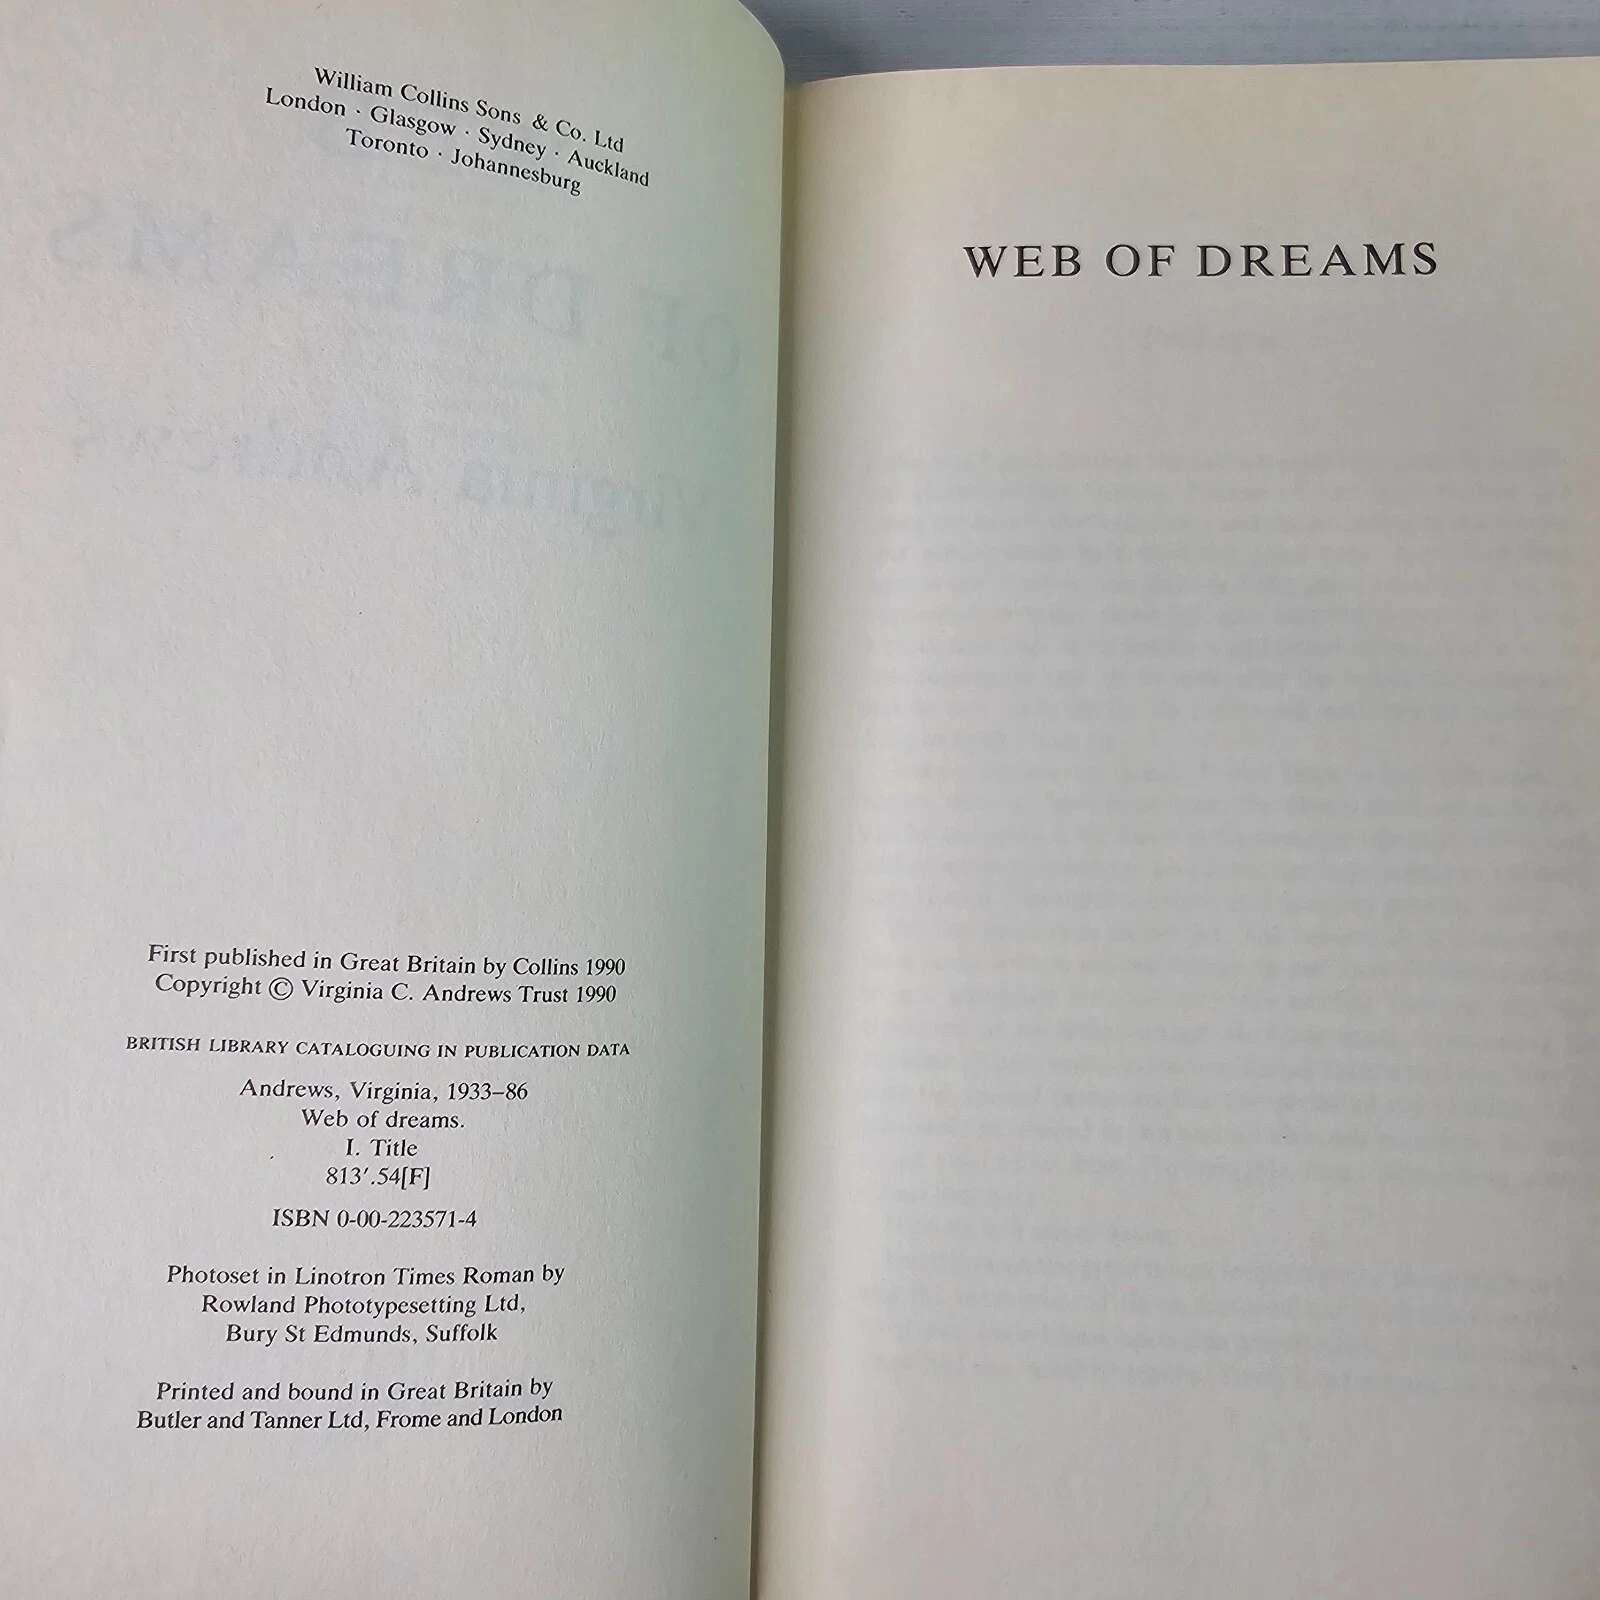 William Collins Sons & Co. Ltd
London · Glasgow · Sydney · Auckland
Toronto · Johannesburg
First published in Great Britain by Collins 1990
Copyright © Virginia C. Andrews Trust 1990
BRITISH LIBRARY CATALOGUING IN PUBLICATION DATA
Andrews, Virginia, 1933–86
Web of dreams.
I. Title
813′.54[F]
ISBN 0-00-223571-4
Photoset in Linotron Times Roman by
Rowland Phototypesetting Ltd,
Bury St Edmunds, Suffolk
Printed and bound in Great Britain by
Butler and Tanner Ltd, Frome and London
WEB OF DREAMS